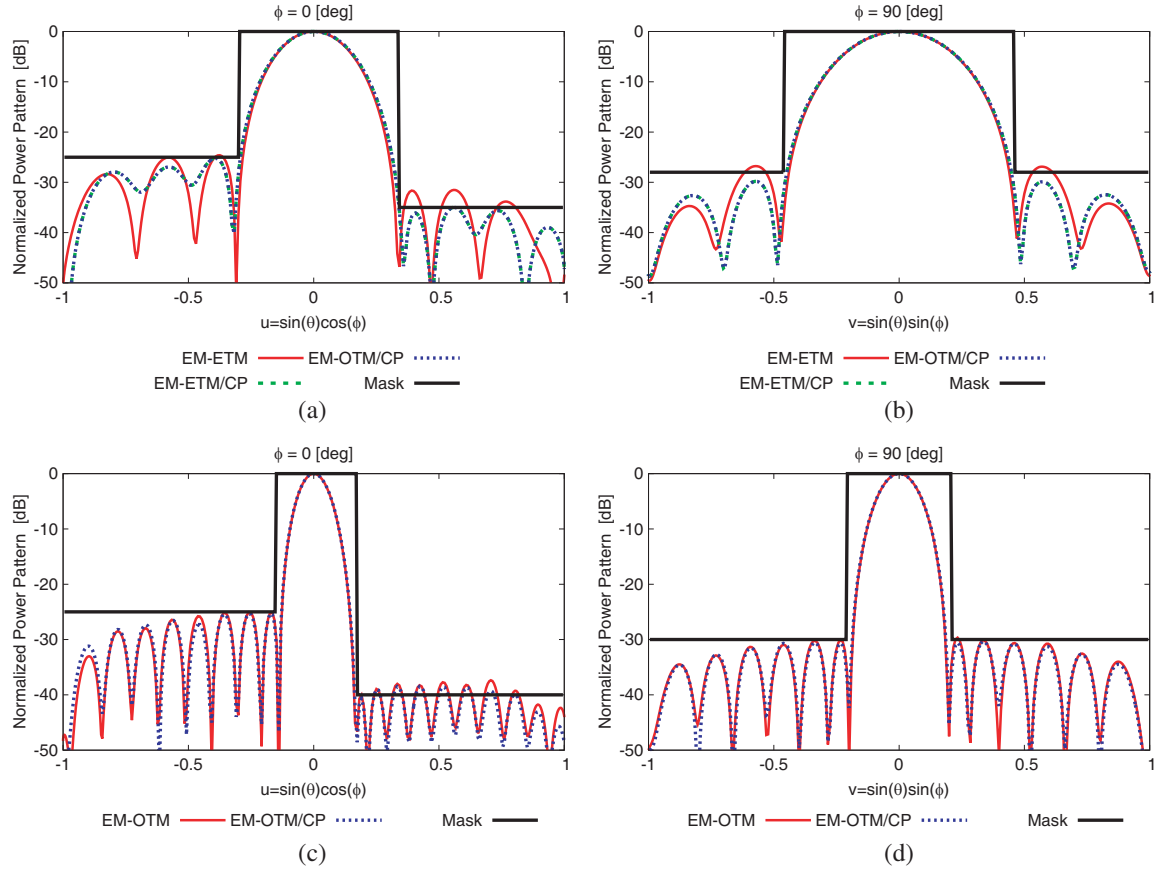 φ = 0 [deg]
Normalized Power Pattern [dB]
0
-10
-20
-30
-40
-50
-1
-0.5
0
0.5
1
u=sin(θ)cos(φ)
EM-ETM
EM-OTM/CP
EM-ETM/CP
Mask
(a)
φ = 90 [deg]
Normalized Power Pattern [dB]
0
-10
-20
-30
-40
-50
-1
-0.5
0
0.5
1
v=sin(θ)sin(φ)
EM-ETM
EM-OTM/CP
EM-ETM/CP
Mask
(b)
φ = 0 [deg]
Normalized Power Pattern [dB]
0
-10
-20
-30
-40
-50
-1
-0.5
0
0.5
1
u=sin(θ)cos(φ)
EM-OTM
EM-OTM/CP
Mask
(c)
φ = 90 [deg]
Normalized Power Pattern [dB]
0
-10
-20
-30
-40
-50
-1
-0.5
0
0.5
1
v=sin(θ)sin(φ)
EM-OTM
EM-OTM/CP
Mask
(d)